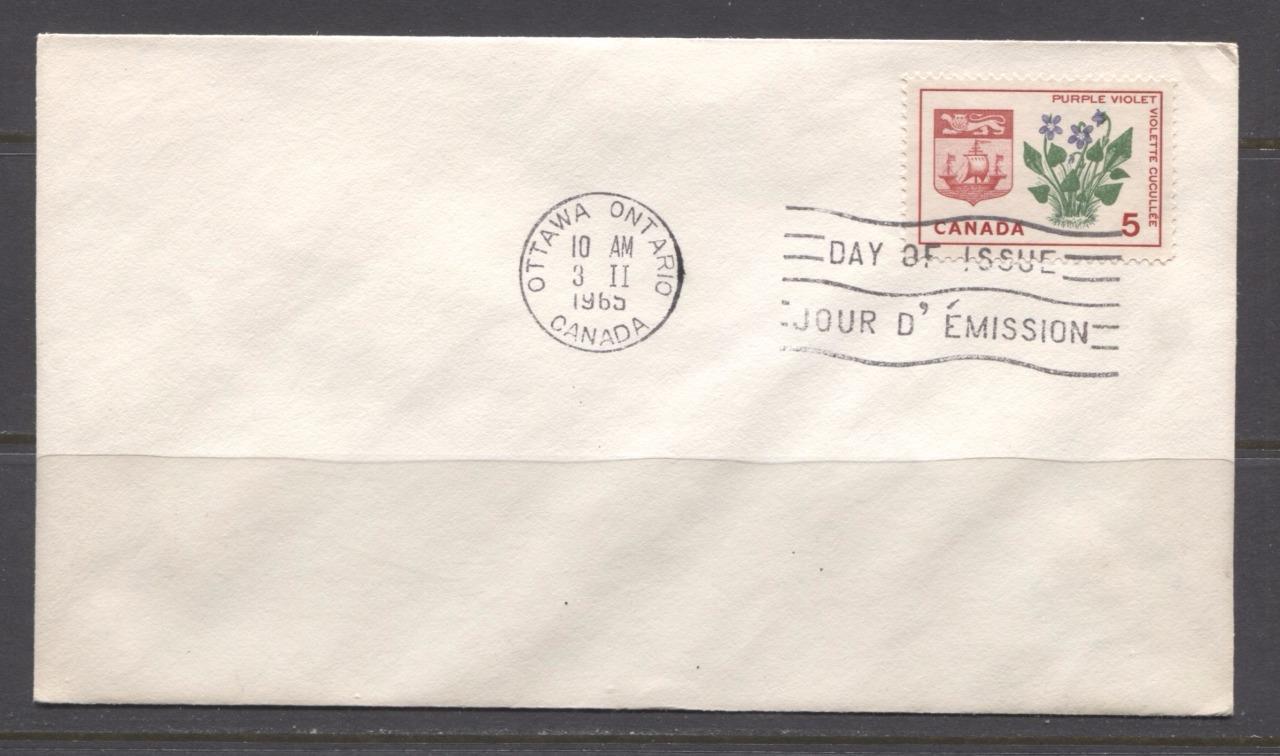 PURPLE VIOLET
VIOLETTE CUCULLÉE
CANADA 5
OTTAWA ONTARIO
10 AM
3 II
1965
CANADA
DAY OF ISSUE
JOUR D' ÉMISSION